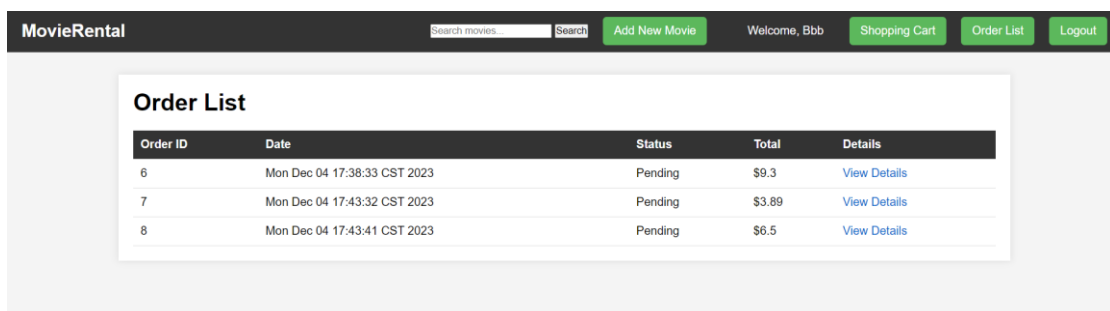 MovieRental Search movies... Search Add New Movie Welcome, Bbb Shopping Cart Order List Logout
Order List
Order ID Date Status Total Details
6 Mon Dec 04 17:38:33 CST 2023 Pending $9.3 View Details
7 Mon Dec 04 17:43:32 CST 2023 Pending $3.89 View Details
8 Mon Dec 04 17:43:41 CST 2023 Pending $6.5 View Details